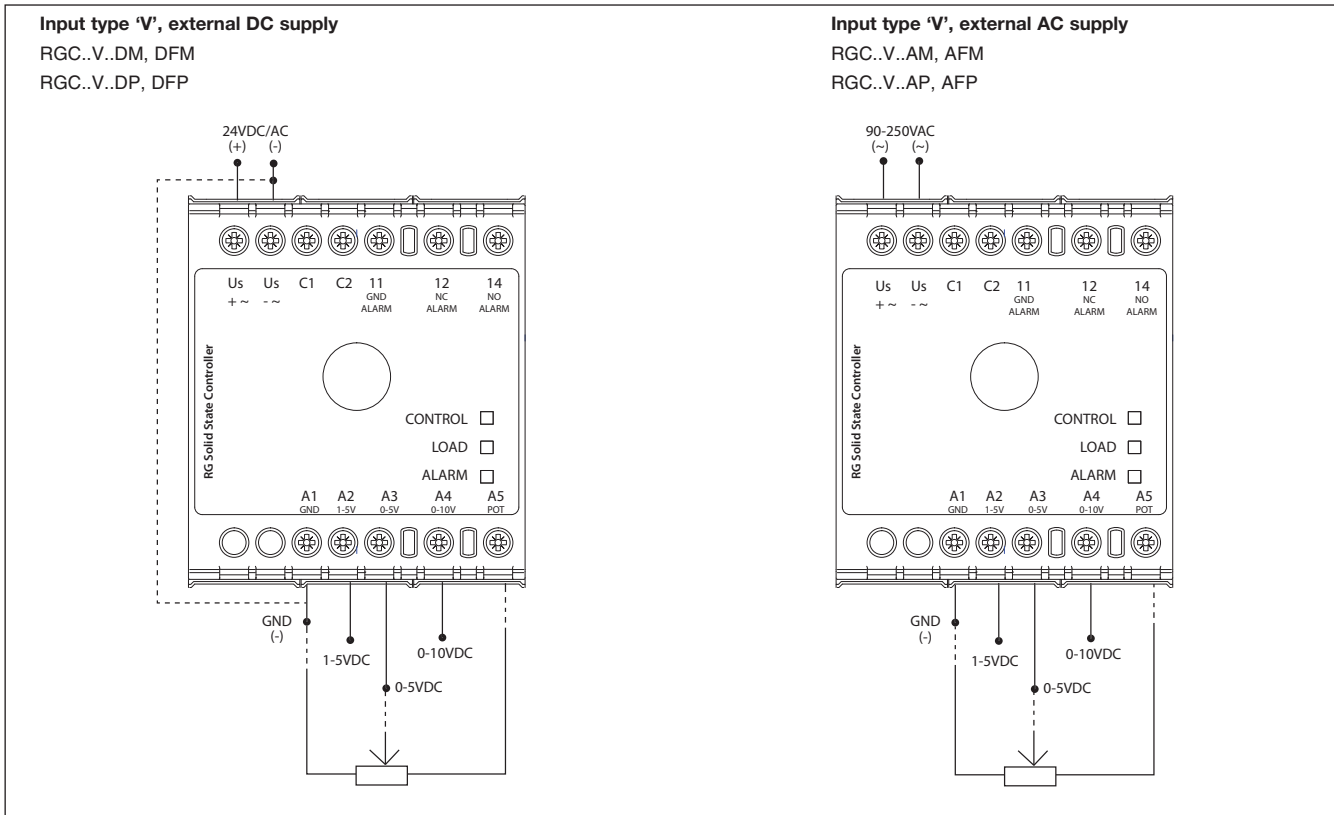 Input type ‘V’, external DC supply
RGC..V..DM, DFM
RGC..V..DP, DFP
24VDC/AC
(+) (-)
Us Us C1 C2 11 12 14
+ ~ - ~ GND NC NO
ALARM ALARM ALARM
RG Solid State Controller
CONTROL
LOAD
ALARM
A1 A2 A3 A4 A5
GND 1-5V 0-5V 0-10V POT
GND
(-)
1-5VDC
0-10VDC
0-5VDC
Input type ‘V’, external AC supply
RGC..V..AM, AFM
RGC..V..AP, AFP
90-250VAC
(~) (~)
Us Us C1 C2 11 12 14
+ ~ - ~ GND NC NO
ALARM ALARM ALARM
RG Solid State Controller
CONTROL
LOAD
ALARM
A1 A2 A3 A4 A5
GND 1-5V 0-5V 0-10V POT
GND
(-)
1-5VDC
0-10VDC
0-5VDC